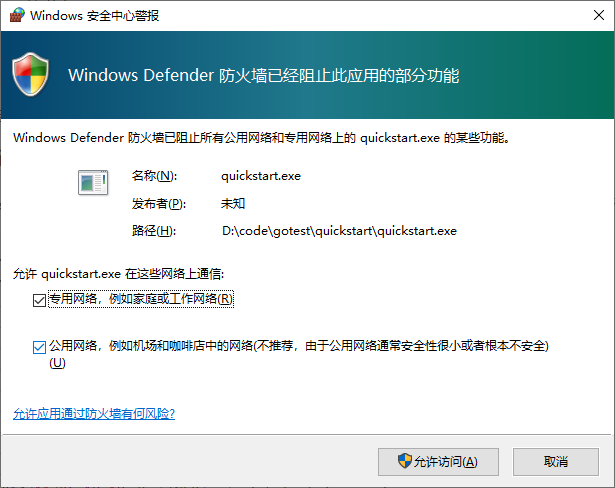 Windows 安全中心警报
Windows Defender 防火墙已经阻止此应用的部分功能
Windows Defender 防火墙已阻止所有公用网络和专用网络上的 quickstart.exe 的某些功能。
名称(N): quickstart.exe
发布者(P): 未知
路径(H): D:\code\gotest\quickstart\quickstart.exe
允许 quickstart.exe 在这些网络上通信:
专用网络，例如家庭或工作网络(R)
公用网络，例如机场和咖啡店中的网络(不推荐，由于公用网络通常安全性很小或者根本不安全)
(U)
允许应用通过防火墙有何风险?
允许访问(A) 取消